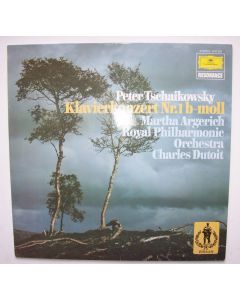 RESONANCE
Peter Tschaikowsky
Klavierkonzert Nr.1 b-moll
Martha Argerich
Royal Philharmonic
Orchestra
Charles Dutoit